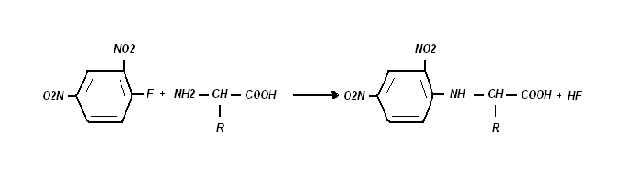 NO2 NO2
O2N F + NH2 CH COOH O2N NH CH COOH + HF
R R